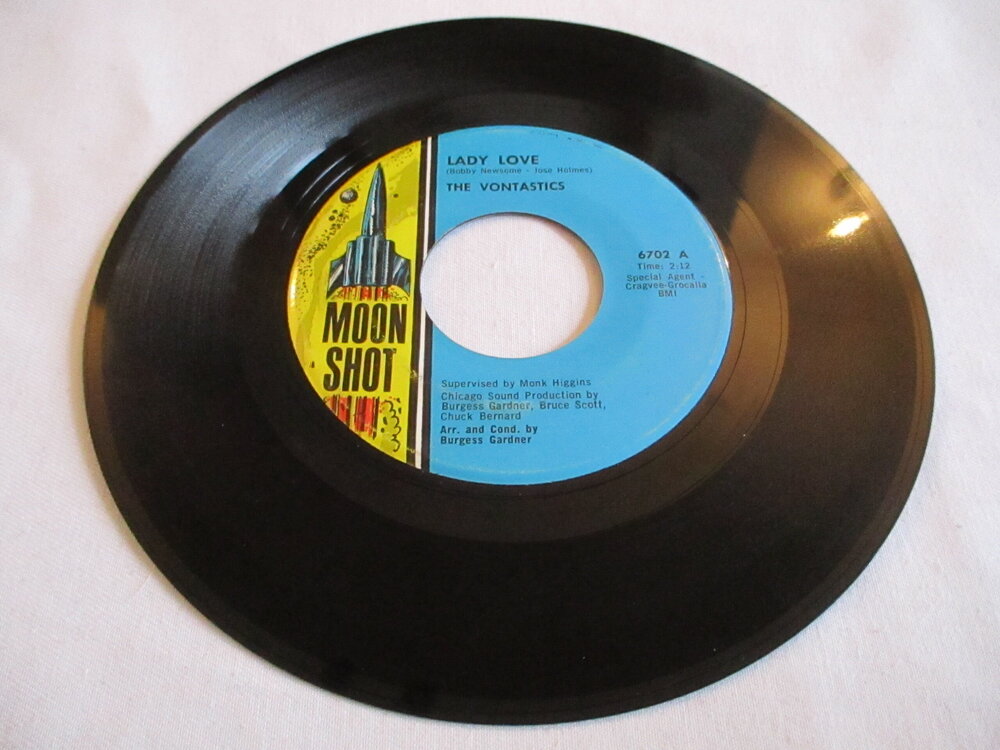 LADY LOVE
(Bobby Newsome - Jose Holmes)
THE VONTASTICS
6702 A
Time: 2:12
Special Agent -
Cragvee-Grocalla
BMI
MOON
SHOT
Supervised by Monk Higgins
Chicago Sound Production by
Burgess Gardner, Bruce Scott,
Chuck Bernard
Arr. and Cond. by
Burgess Gardner